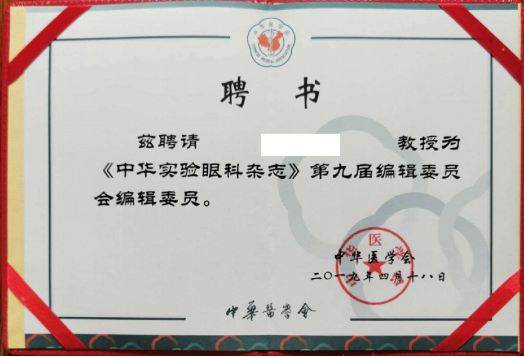 聘 书
兹聘请 教授为
《中华实验眼科杂志》第九届编辑委员
会编辑委员。
中华医学会
二〇一九年四月十八日
中華醫學會